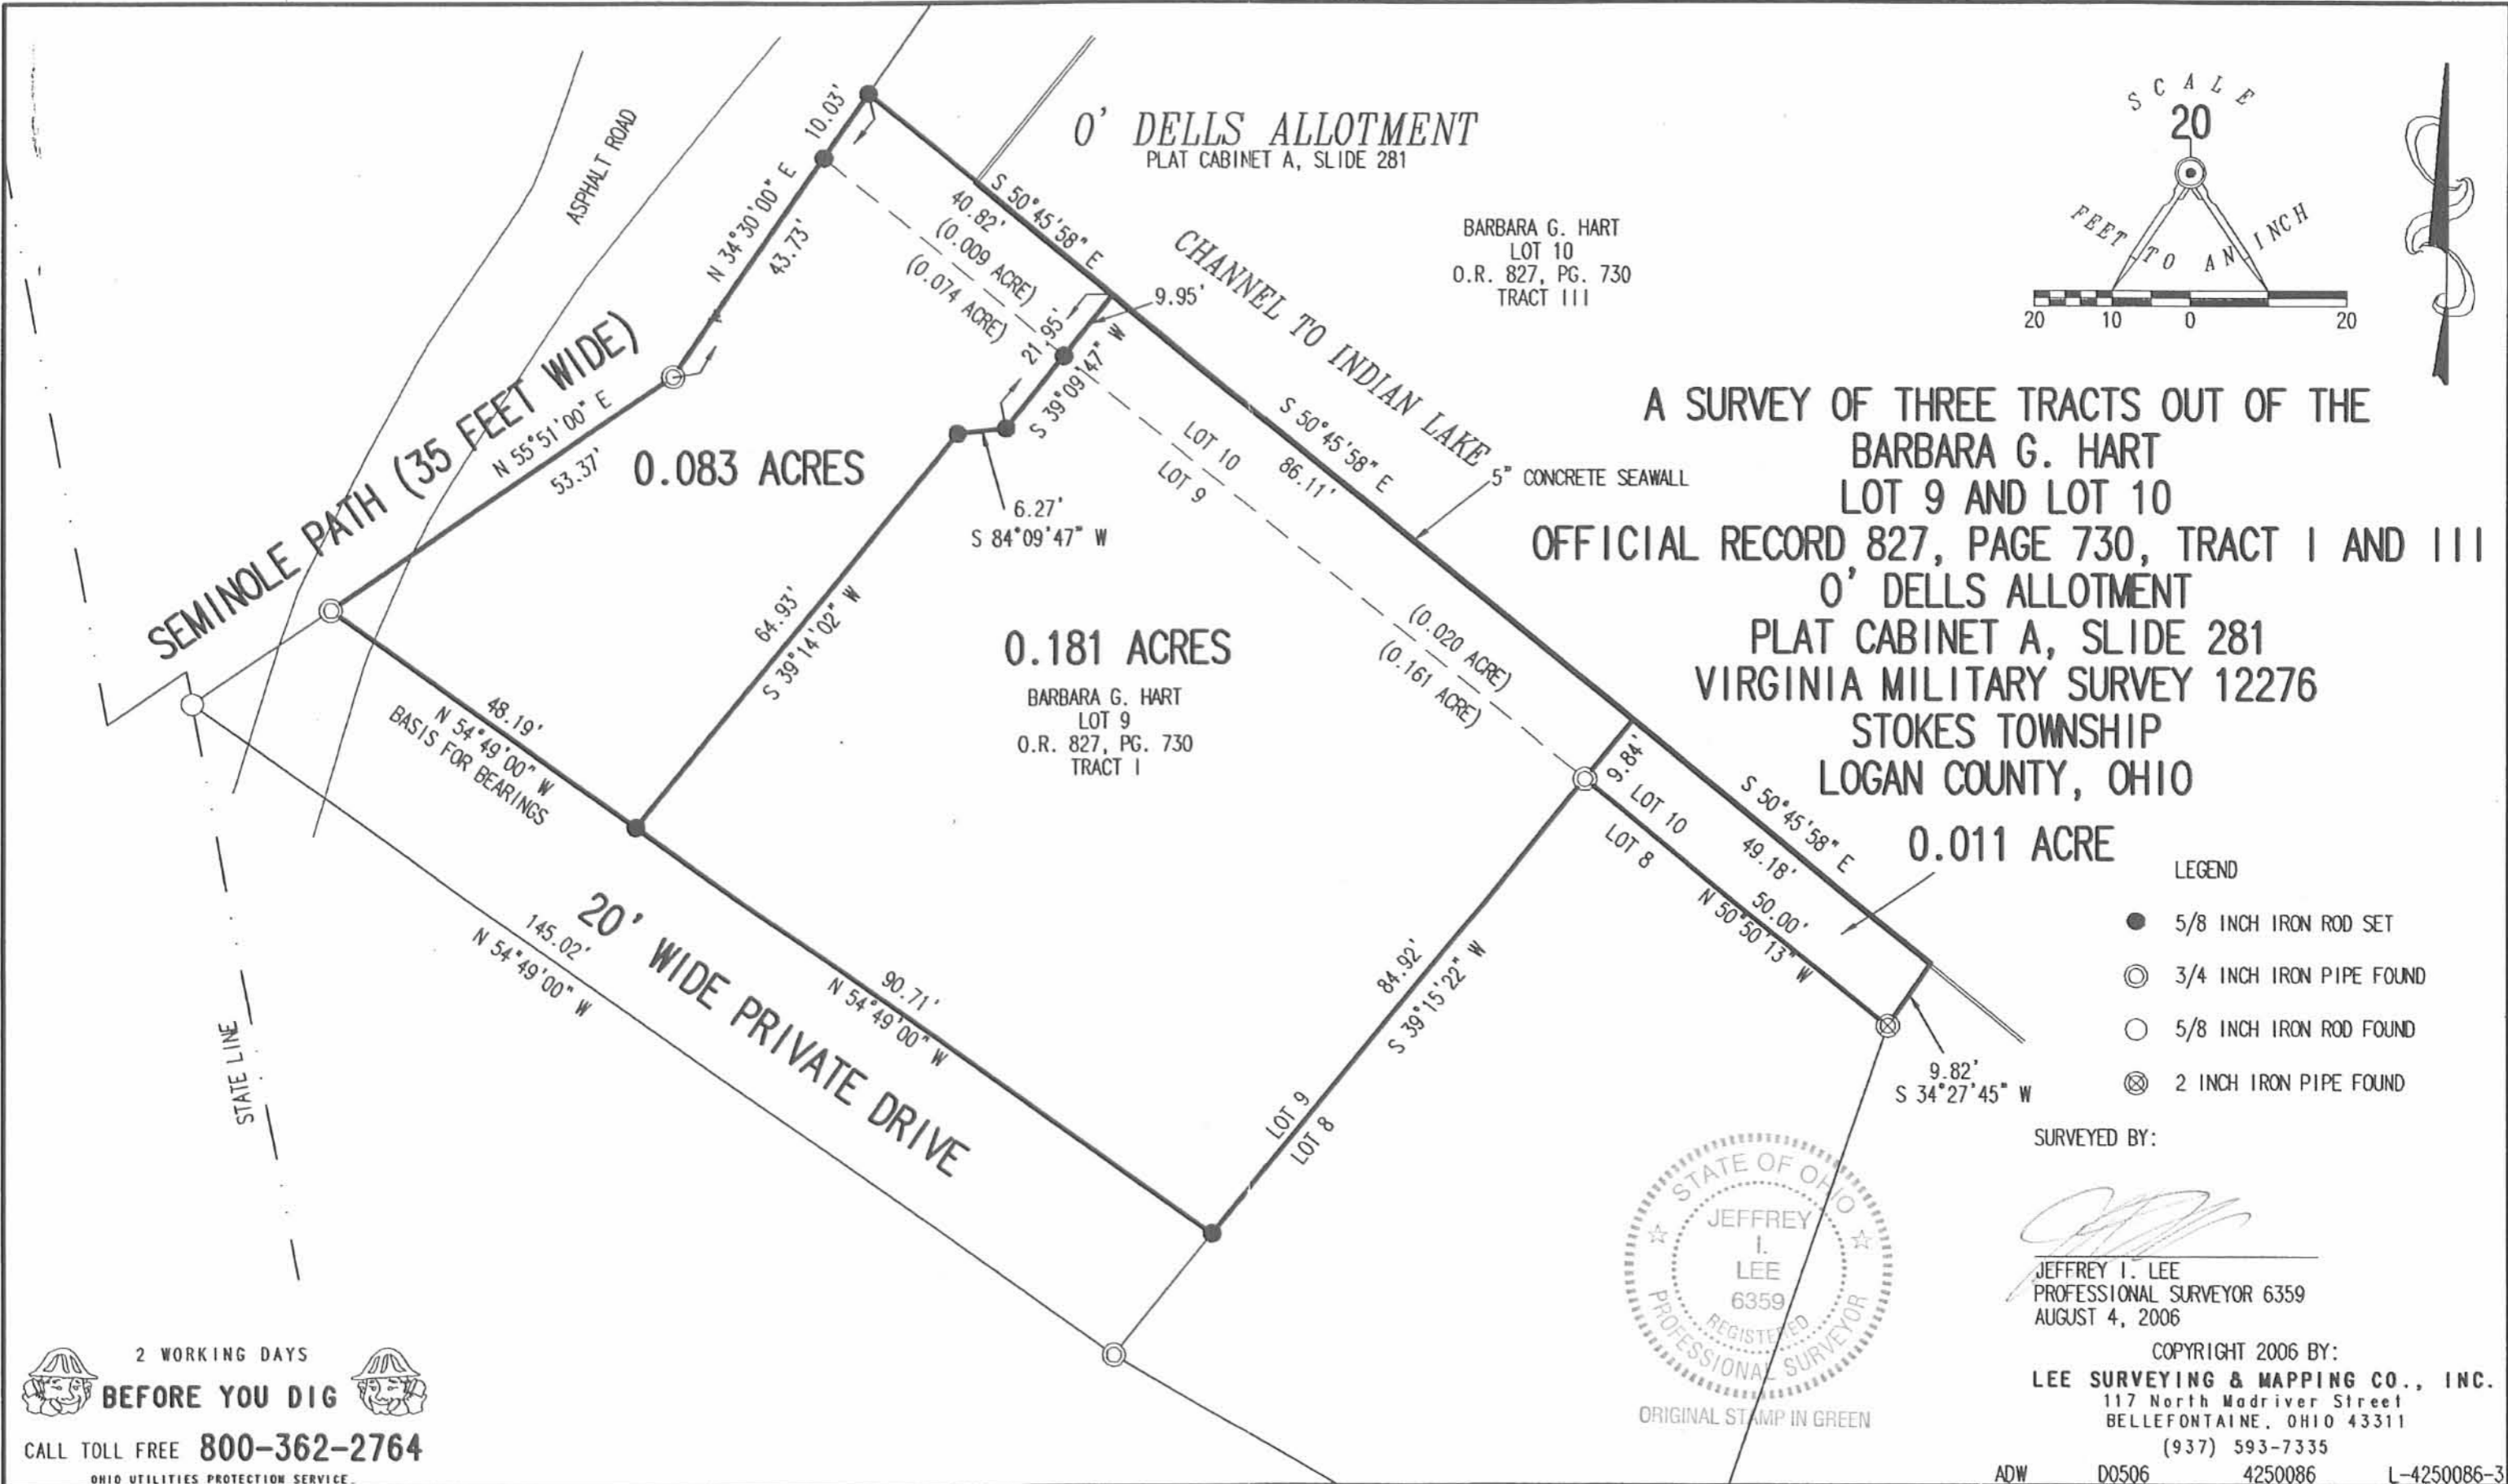 O' DELLS ALLOTMENT
PLAT CABINET A, SLIDE 281
SCALE
20
FEET TO AN INCH
20 10 0 20
ASPHALT ROAD
10.03'
N 34°30'00" E
43.73'
S 50°45'58" E
40.82'
(0.009 ACRE)
(0.074 ACRE)
BARBARA G. HART
LOT 10
O.R. 827, PG. 730
TRACT III
CHANNEL TO INDIAN LAKE
9.95'
21.95'
S 39°09'47" W
SEMINOLE PATH (35 FEET WIDE)
N 55°51'00" E
53.37'
0.083 ACRES
6.27'
S 84°09'47" W
LOT 10
LOT 9
S 50°45'58" E
86.11'
5" CONCRETE SEAWALL
A SURVEY OF THREE TRACTS OUT OF THE
BARBARA G. HART
LOT 9 AND LOT 10
OFFICIAL RECORD 827, PAGE 730, TRACT I AND III
O' DELLS ALLOTMENT
PLAT CABINET A, SLIDE 281
VIRGINIA MILITARY SURVEY 12276
STOKES TOWNSHIP
LOGAN COUNTY, OHIO
64.93'
S 39°14'02" W
0.181 ACRES
BARBARA G. HART
LOT 9
O.R. 827, PG. 730
TRACT I
(0.020 ACRE)
(0.161 ACRE)
48.19'
N 54°49'00" W
BASIS FOR BEARINGS
9.84'
LOT 10
LOT 8
S 50°45'58" E
49.18'
50.00'
N 50°50'13" W
0.011 ACRE
LEGEND
5/8 INCH IRON ROD SET
3/4 INCH IRON PIPE FOUND
5/8 INCH IRON ROD FOUND
2 INCH IRON PIPE FOUND
9.82'
S 34°27'45" W
145.02'
N 54°49'00" W
20' WIDE PRIVATE DRIVE
90.71'
N 54°49'00" W
84.92'
S 39°15'22" W
LOT 9
LOT 8
STATE LINE
SURVEYED BY:
STATE OF OHIO
JEFFREY
I.
LEE
6359
REGISTERED
PROFESSIONAL SURVEYOR
ORIGINAL STAMP IN GREEN
JEFFREY I. LEE
PROFESSIONAL SURVEYOR 6359
AUGUST 4, 2006
COPYRIGHT 2006 BY:
LEE SURVEYING & MAPPING CO., INC.
117 North Madriver Street
BELLEFONTAINE, OHIO 43311
(937) 593-7335
ADW D0506 4250086 L-4250086-3
2 WORKING DAYS
BEFORE YOU DIG
CALL TOLL FREE 800-362-2764
OHIO UTILITIES PROTECTION SERVICE